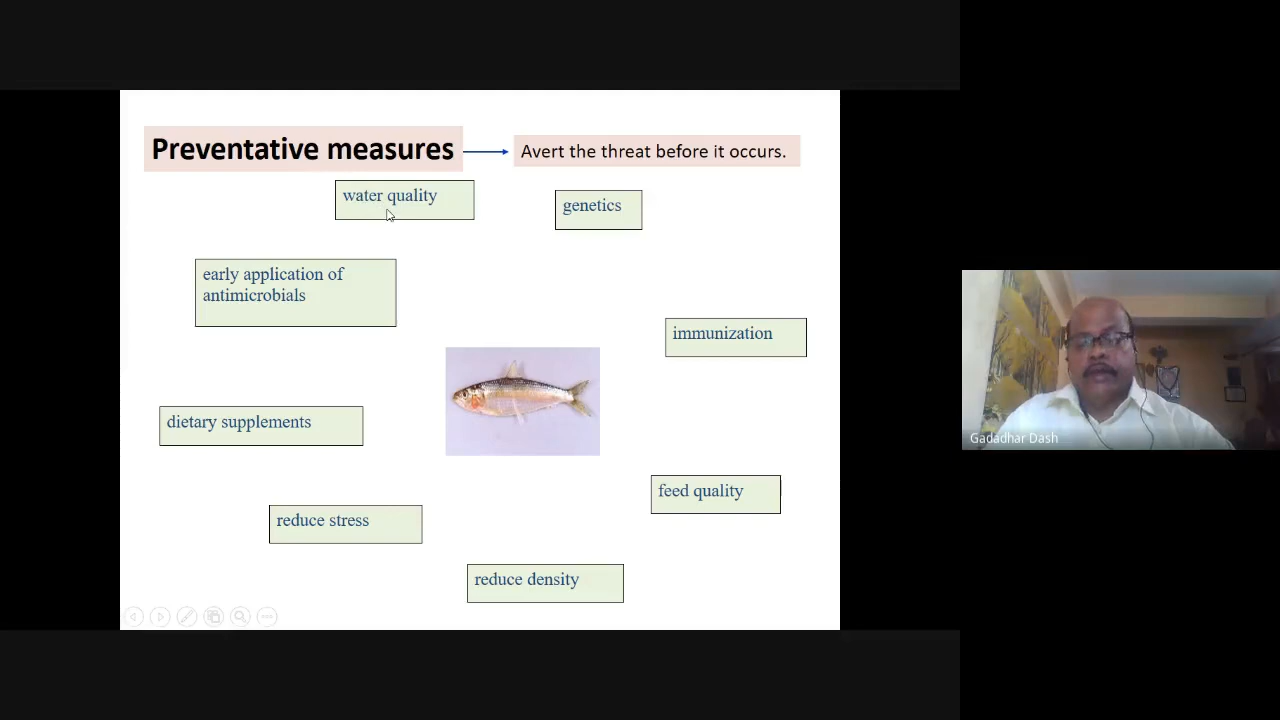 Preventative measures
Avert the threat before it occurs.
water quality
genetics
early application of
antimicrobials
immunization
dietary supplements
feed quality
reduce stress
reduce density
Gadadhar Dash